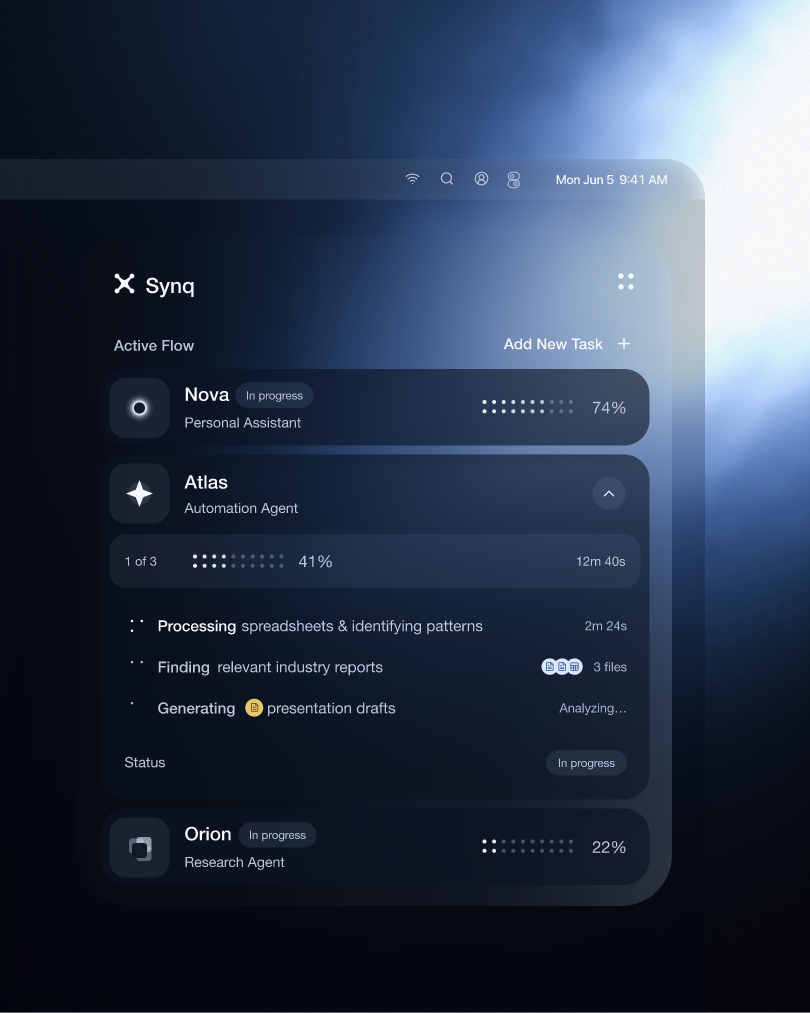 Mon Jun 5 9:41 AM
Synq
Active Flow
Add New Task +
Nova In progress
Personal Assistant
74%
Atlas
Automation Agent
1 of 3
41%
12m 40s
Processing spreadsheets & identifying patterns
2m 24s
Finding relevant industry reports
3 files
Generating presentation drafts
Analyzing...
Status
In progress
Orion In progress
Research Agent
22%